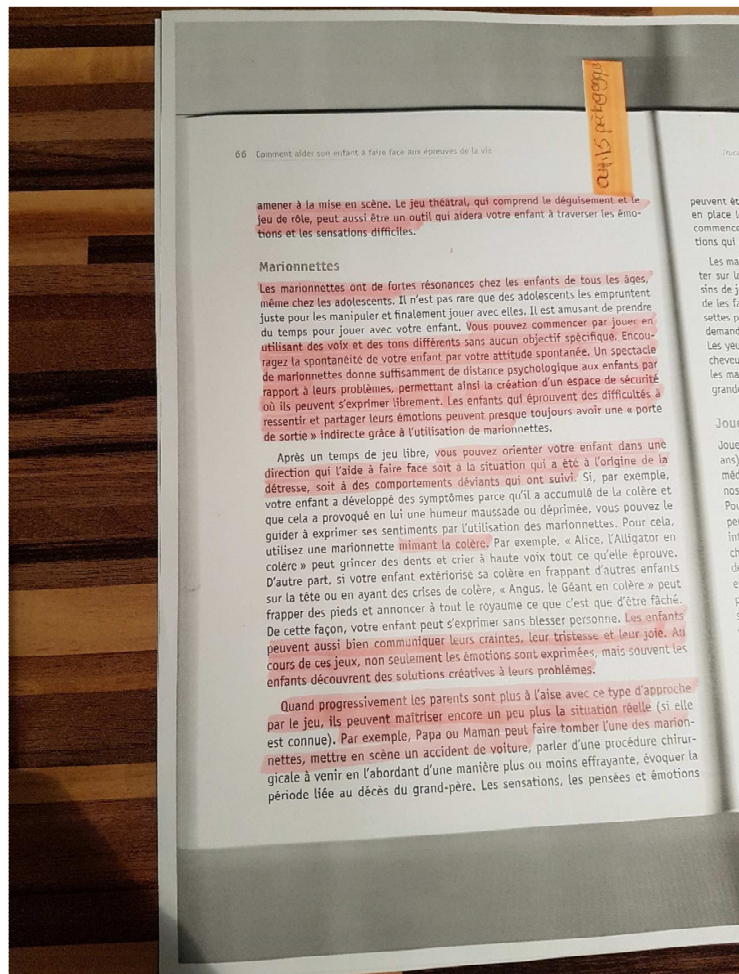 outils pédagogiques
66 Comment aider son enfant à faire face aux épreuves de la vie
amener à la mise en scène. Le jeu théâtral, qui comprend le déguisement et le
jeu de rôle, peut aussi être un outil qui aidera votre enfant à traverser les émo-
tions et les sensations difficiles.
Marionnettes
Les marionnettes ont de fortes résonances chez les enfants de tous les âges,
même chez les adolescents. Il n'est pas rare que des adolescents les empruntent
juste pour les manipuler et finalement jouer avec elles. Il est amusant de prendre
du temps pour jouer avec votre enfant. Vous pouvez commencer par jouer en
utilisant des voix et des tons différents sans aucun objectif spécifique. Encou-
ragez la spontanéité de votre enfant par votre attitude spontanée. Un spectacle
de marionnettes donne suffisamment de distance psychologique aux enfants par
rapport à leurs problèmes, permettant ainsi la création d'un espace de sécurité
où ils peuvent s'exprimer librement. Les enfants qui éprouvent des difficultés à
ressentir et partager leurs émotions peuvent presque toujours avoir une « porte
de sortie » indirecte grâce à l'utilisation de marionnettes.
Après un temps de jeu libre, vous pouvez orienter votre enfant dans une
direction qui l'aide à faire face soit à la situation qui a été à l'origine de la
détresse, soit à des comportements déviants qui ont suivi. Si, par exemple,
votre enfant a développé des symptômes parce qu'il a accumulé de la colère et
que cela a provoqué en lui une humeur maussade ou déprimée, vous pouvez le
guider à exprimer ses sentiments par l'utilisation des marionnettes. Pour cela,
utilisez une marionnette mimant la colère. Par exemple, « Alice, l'Alligator en
colère » peut grincer des dents et crier à haute voix tout ce qu'elle éprouve.
D'autre part, si votre enfant extériorise sa colère en frappant d'autres enfants
sur la tête ou en ayant des crises de colère, « Angus, le Géant en colère » peut
frapper des pieds et annoncer à tout le royaume ce que c'est que d'être fâché.
De cette façon, votre enfant peut s'exprimer sans blesser personne. Les enfants
peuvent aussi bien communiquer leurs craintes, leur tristesse et leur joie. Au
cours de ces jeux, non seulement les émotions sont exprimées, mais souvent les
enfants découvrent des solutions créatives à leurs problèmes.
Quand progressivement les parents sont plus à l'aise avec ce type d'approche
par le jeu, ils peuvent maîtriser encore un peu plus la situation réelle (si elle
est connue). Par exemple, Papa ou Maman peut faire tomber l'une des marion-
nettes, mettre en scène un accident de voiture, parler d'une procédure chirur-
gicale à venir en l'abordant d'une manière plus ou moins effrayante, évoquer la
période liée au décès du grand-père. Les sensations, les pensées et émotions
peuvent êt
en place l
commence
tions qui
Les ma
ter sur l
sins de j
de les f
settes p
demand
Les yeu
cheveu
les ma
grand
Jou
Joue
ans)
méd
nos
Pou
pe
in
ch
d
e